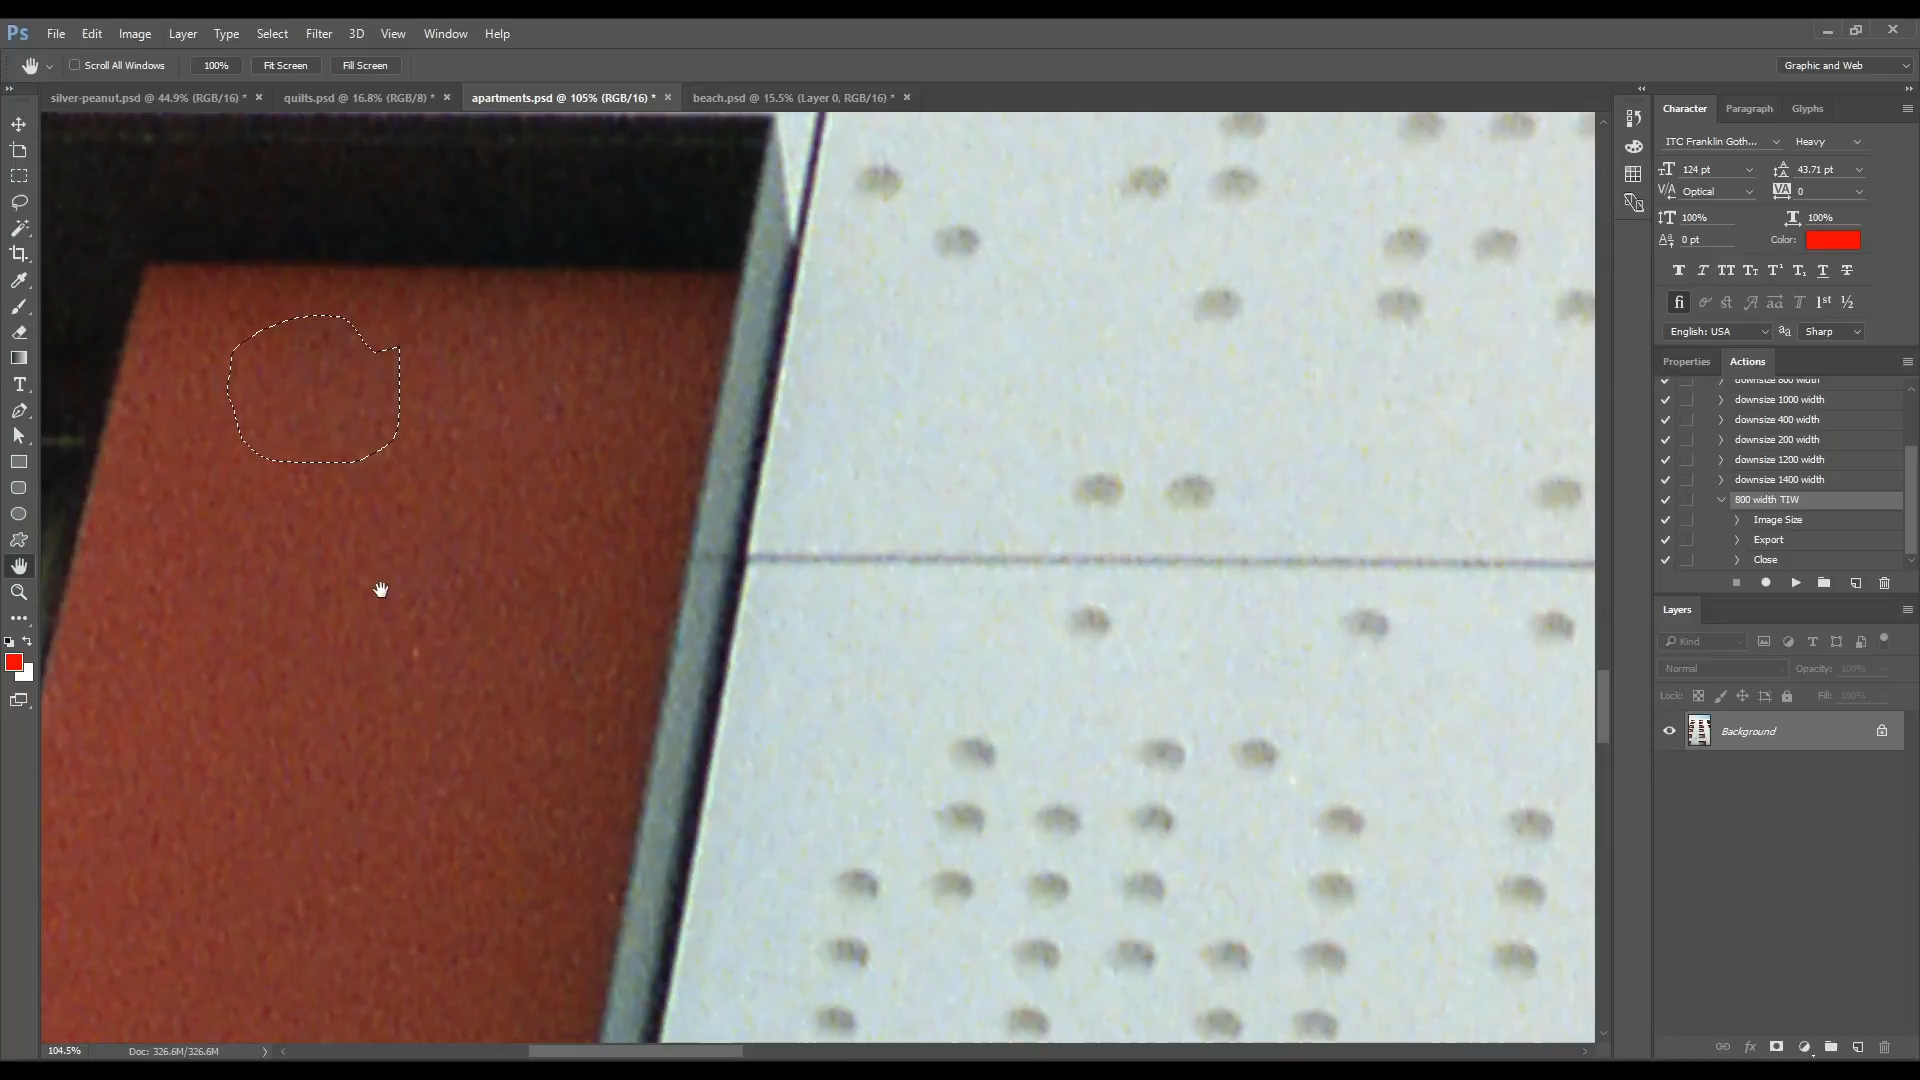 Ps File Edit Image Layer Type Select Filter 3D View Window Help
Scroll All Windows 100% Fit Screen Fill Screen Graphic and Web
silver-peanut.psd @ 44.9% (RGB/16) * quilts.psd @ 16.8% (RGB/8) * apartments.psd @ 105% (RGB/16) * beach.psd @ 15.5% (Layer 0, RGB/16) *
Character Paragraph Glyphs
ITC Franklin Goth... Heavy
124 pt 43.71 pt
Optical 0
100% 100%
0 pt Color:
English: USA Sharp
Properties Actions
downsize 800 width
downsize 1000 width
downsize 400 width
downsize 200 width
downsize 1200 width
downsize 1400 width
800 width TIW
Image Size
Export
Close
Layers
Kind
Normal Opacity: 100%
Lock: Fill: 100%
Background
104.5% Doc: 326.6M/326.6M